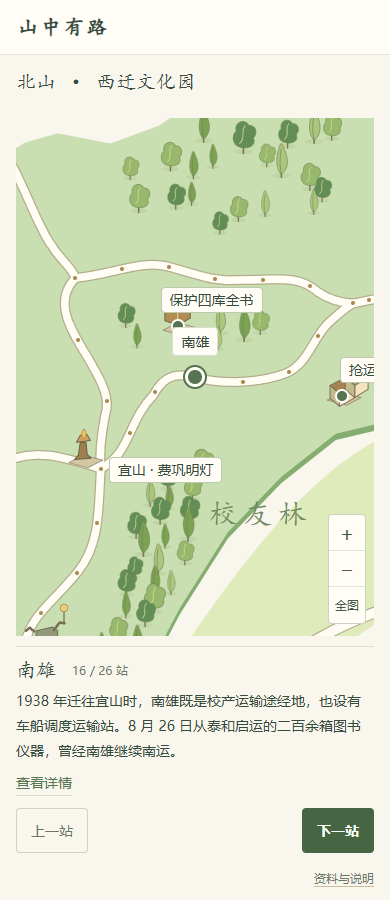 山中有路
北山 • 西迁文化园
保护四库全书
南雄
抢运
宜山 · 费巩明灯
校友林
+
−
全图
南雄 16 / 26 站
1938 年迁往宜山时，南雄既是校产运输途经地，也设有
车船调度运输站。8 月 26 日从泰和启运的二百余箱图书
仪器，曾经南雄继续南运。
查看详情
上一站
下一站
资料与说明